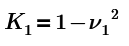 K₁ = 1 – ν₁²